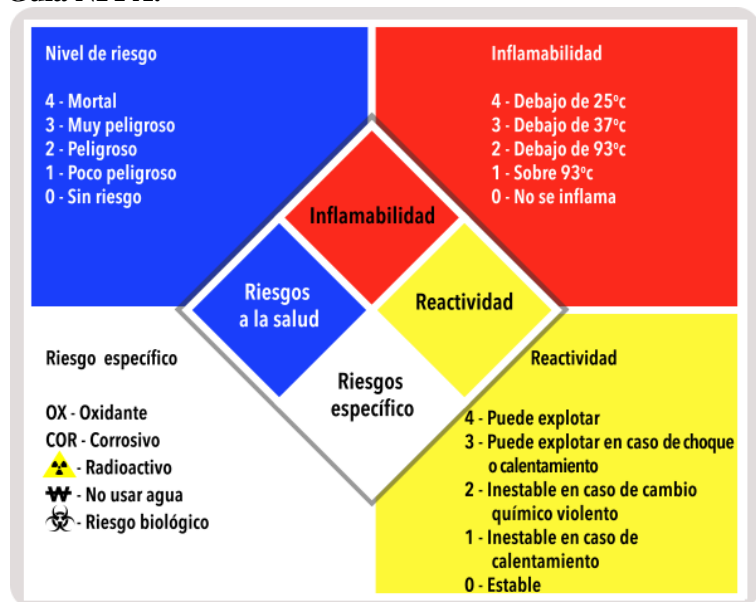 Nivel de riesgo
4 - Mortal
3 - Muy peligroso
2 - Peligroso
1 - Poco peligroso
0 - Sin riesgo
Inflamabilidad
4 - Debajo de 25ºc
3 - Debajo de 37ºc
2 - Debajo de 93ºc
1 - Sobre 93ºc
0 - No se inflama
Inflamabilidad
Riesgos
a la salud
Reactividad
Riesgos
específico
Riesgo específico
OX - Oxidante
COR - Corrosivo
- Radioactivo
W - No usar agua
- Riesgo biológico
Reactividad
4 - Puede explotar
3 - Puede explotar en caso de choque
o calentamiento
2 - Inestable en caso de cambio
químico violento
1 - Inestable en caso de
calentamiento
0 - Estable